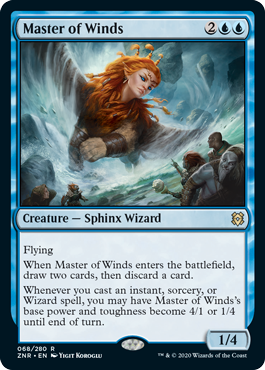 Master of Winds 2
Creature — Sphinx Wizard
Flying
When Master of Winds enters the battlefield,
draw two cards, then discard a card.
Whenever you cast an instant, sorcery, or
Wizard spell, you may have Master of Winds's
base power and toughness become 4/1 or 1/4
until end of turn.
1/4
068/280 R
ZNR • EN Yigit Koroglu
™ & © 2020 Wizards of the Coast